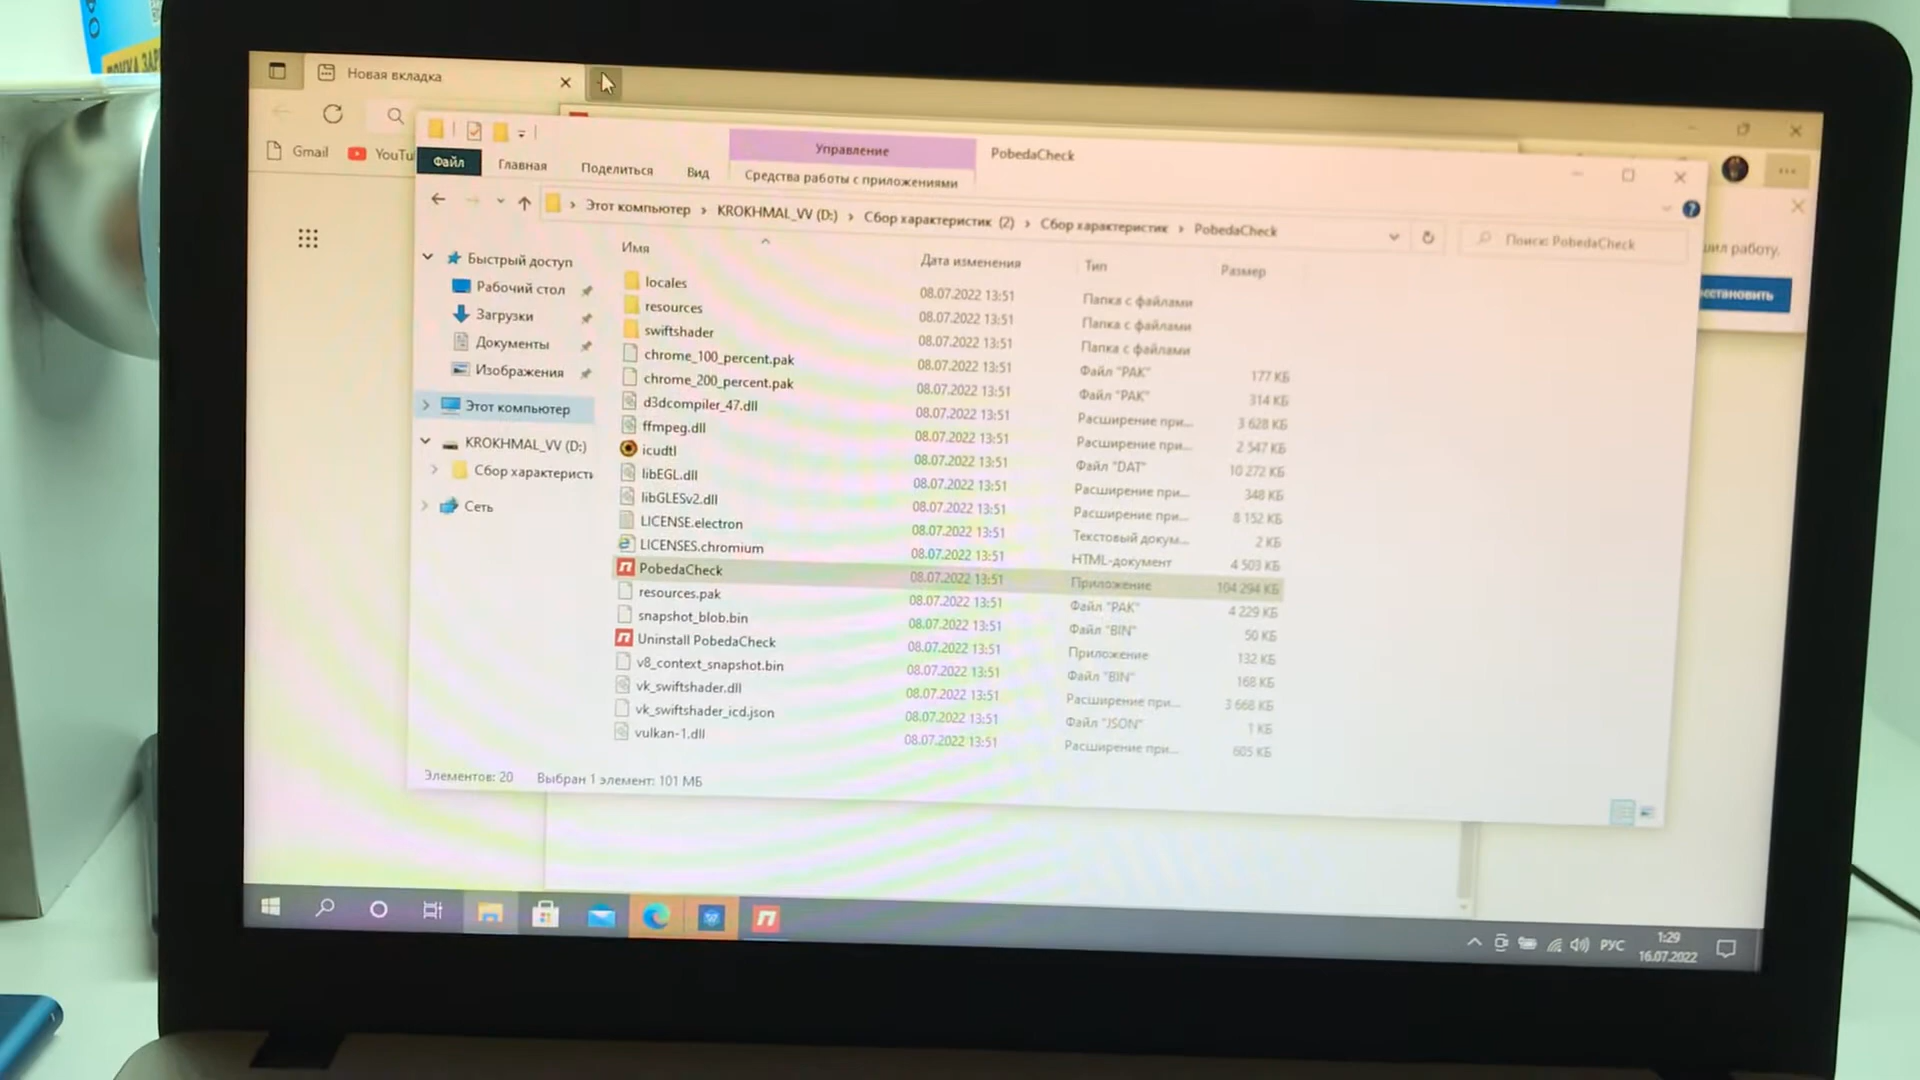 Новая вкладка
Gmail
YouTu
Управление
PobedaCheck
Файл
Главная
Поделиться
Вид
Средства работы с приложениями
Этот компьютер › KROKHMAL_VV (D:) › Сбор характеристик (2) › Сбор характеристик › PobedaCheck
Поиск: PobedaCheck
ил работу.
сстановить
Имя Дата изменения Тип Размер
Быстрый доступ
Рабочий стол
Загрузки
Документы
Изображения
Этот компьютер
KROKHMAL_VV (D:)
Сбор характерист
Сеть
locales 08.07.2022 13:51 Папка с файлами
resources 08.07.2022 13:51 Папка с файлами
swiftshader 08.07.2022 13:51 Папка с файлами
chrome_100_percent.pak 08.07.2022 13:51 Файл "PAK" 177 КБ
chrome_200_percent.pak 08.07.2022 13:51 Файл "PAK" 314 КБ
d3dcompiler_47.dll 08.07.2022 13:51 Расширение при... 3 628 КБ
ffmpeg.dll 08.07.2022 13:51 Расширение при... 2 547 КБ
icudtl 08.07.2022 13:51 Файл "DAT" 10 272 КБ
libEGL.dll 08.07.2022 13:51 Расширение при... 348 КБ
libGLESv2.dll 08.07.2022 13:51 Расширение при... 8 152 КБ
LICENSE.electron 08.07.2022 13:51 Текстовый докум... 2 КБ
LICENSES.chromium 08.07.2022 13:51 HTML-документ 4 503 КБ
PobedaCheck 08.07.2022 13:51 Приложение 104 294 КБ
resources.pak 08.07.2022 13:51 Файл "PAK" 4 229 КБ
snapshot_blob.bin 08.07.2022 13:51 Файл "BIN" 50 КБ
Uninstall PobedaCheck 08.07.2022 13:51 Приложение 132 КБ
v8_context_snapshot.bin 08.07.2022 13:51 Файл "BIN" 168 КБ
vk_swiftshader.dll 08.07.2022 13:51 Расширение при... 3 668 КБ
vk_swiftshader_icd.json 08.07.2022 13:51 Файл "JSON" 1 КБ
vulkan-1.dll 08.07.2022 13:51 Расширение при... 605 КБ
Элементов: 20 Выбран 1 элемент: 101 МБ
РУС
1:29
16.07.2022